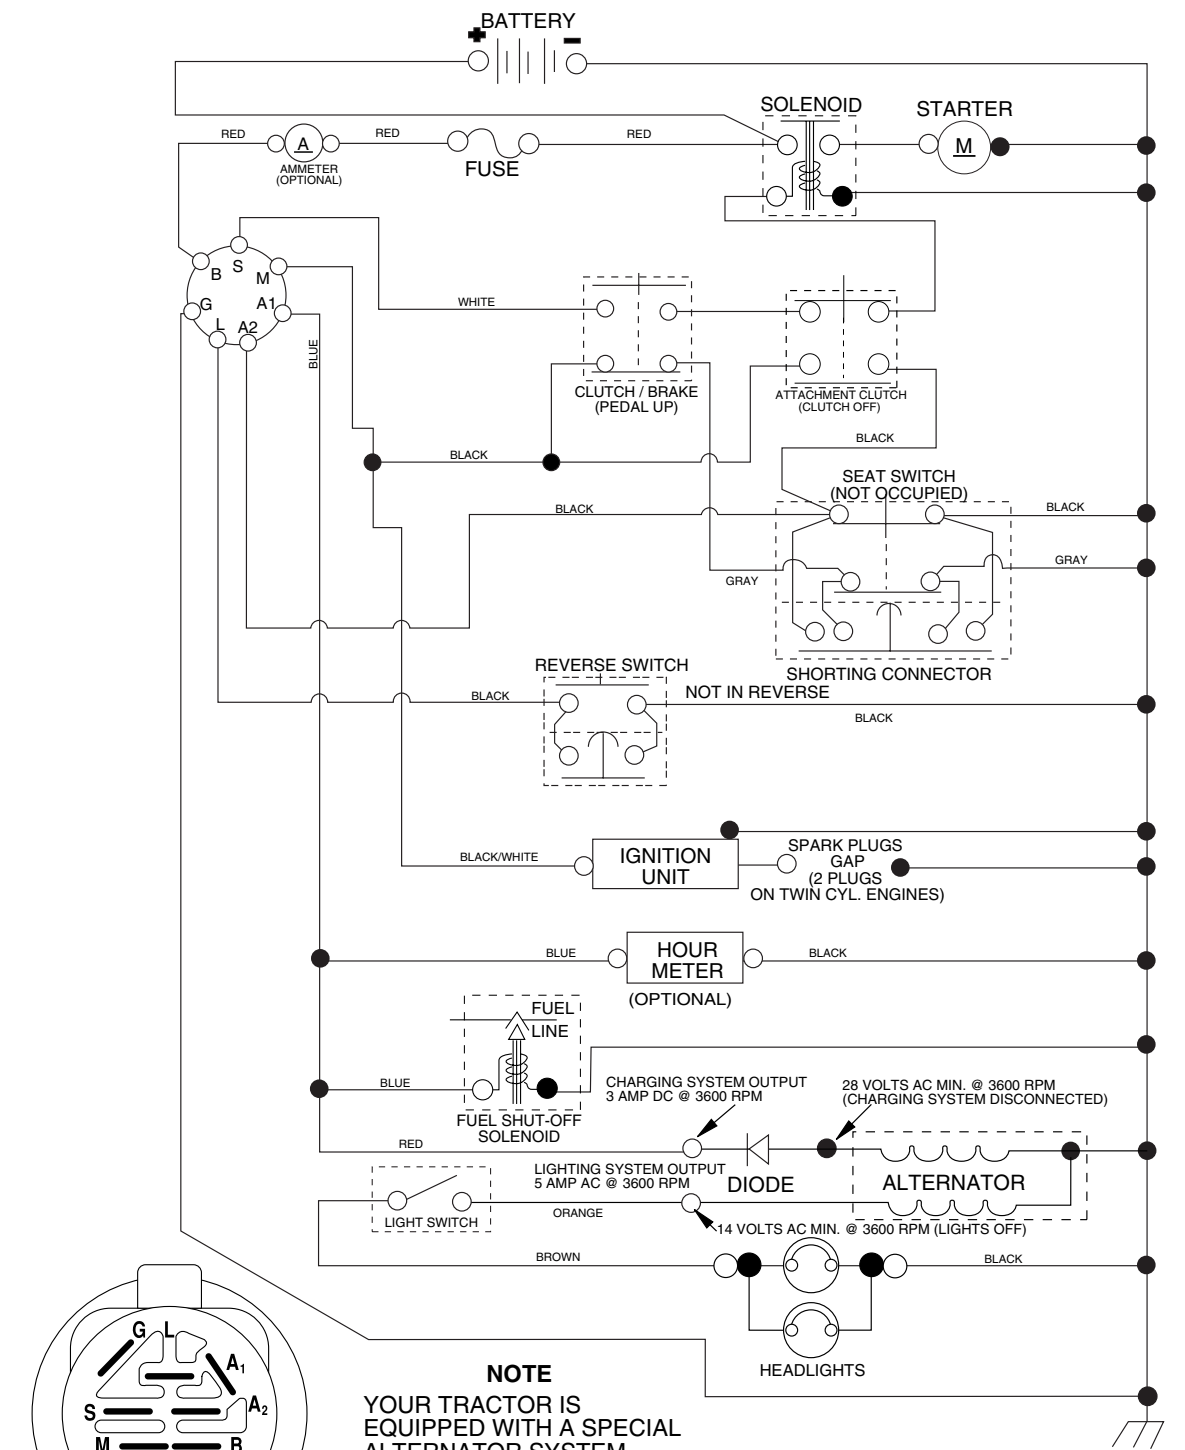 BATTERY
SOLENOID
STARTER
RED
A
RED
RED
M
AMMETER
(OPTIONAL)
FUSE
B
S
M
G
A1
L
A2
BLUE
WHITE
CLUTCH / BRAKE
(PEDAL UP)
ATTACHMENT CLUTCH
(CLUTCH OFF)
BLACK
BLACK
SEAT SWITCH
(NOT OCCUPIED)
BLACK
BLACK
GRAY
GRAY
SHORTING CONNECTOR
REVERSE SWITCH
BLACK
NOT IN REVERSE
BLACK
BLACK/WHITE
IGNITION
UNIT
SPARK PLUGS
GAP
(2 PLUGS
ON TWIN CYL. ENGINES)
BLUE
HOUR
METER
BLACK
(OPTIONAL)
FUEL
LINE
BLUE
FUEL SHUT-OFF
SOLENOID
CHARGING SYSTEM OUTPUT
3 AMP DC @ 3600 RPM
28 VOLTS AC MIN. @ 3600 RPM
(CHARGING SYSTEM DISCONNECTED)
RED
LIGHTING SYSTEM OUTPUT
5 AMP AC @ 3600 RPM
DIODE
ALTERNATOR
LIGHT SWITCH
ORANGE
14 VOLTS AC MIN. @ 3600 RPM (LIGHTS OFF)
BROWN
BLACK
HEADLIGHTS
G L
A1
A2
S
M
B
NOTE
YOUR TRACTOR IS
EQUIPPED WITH A SPECIAL
ALTERNATOR SYSTEM